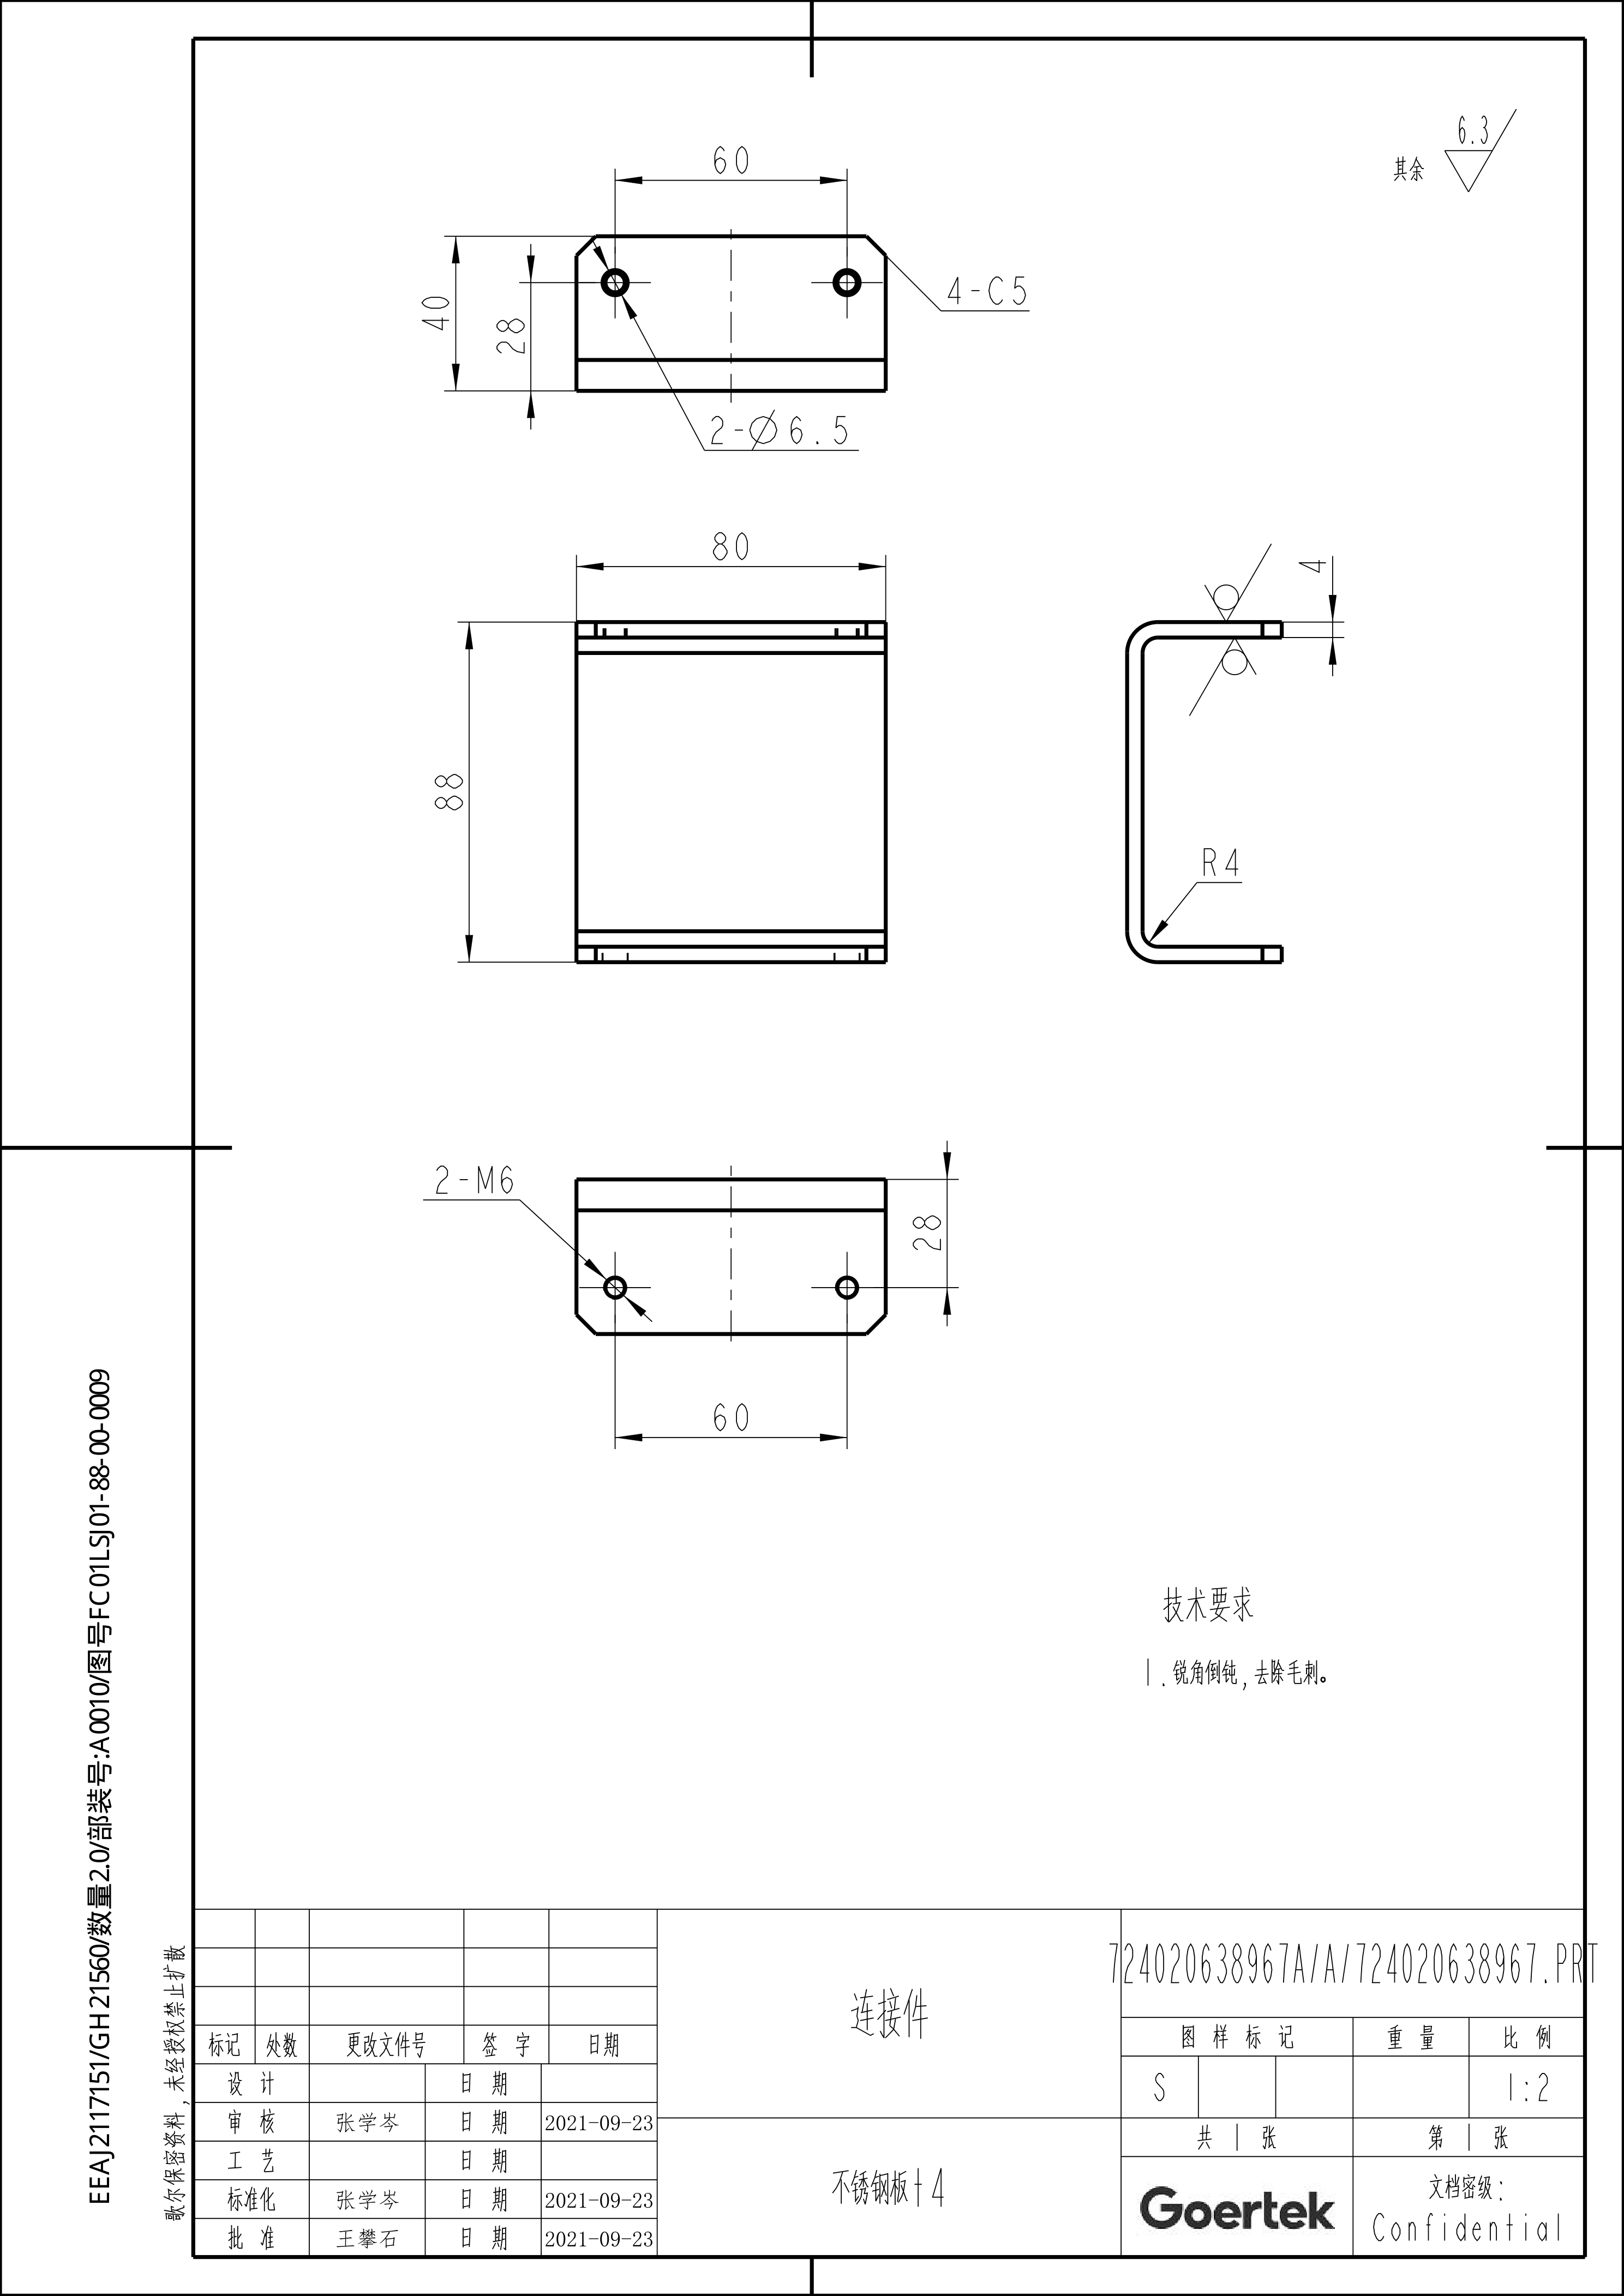 其余 6.3
60
40
28
4-C5
2-∅6.5
80
88
4
R4
2-M6
28
60
技术要求
1.锐角倒钝,去除毛刺。
EEAJ2117151/GH21560/数量2.0/部装号:A0010/图号FC01LSJ01-88-00-0009
歌尔保密资料,未经授权禁止扩散
标记 处数 更改文件号 签 字 日期
设 计 日 期
审 核 张学岑 日 期 2021-09-23
工 艺 日 期
标准化 张学岑 日 期 2021-09-23
批 准 王攀石 日 期 2021-09-23
连接件
不锈钢板t4
724020638967A/A/724020638967.PRT
图 样 标 记 重 量 比 例
S 1:2
共 1 张 第 1 张
Goertek
文档密级:
Confidential